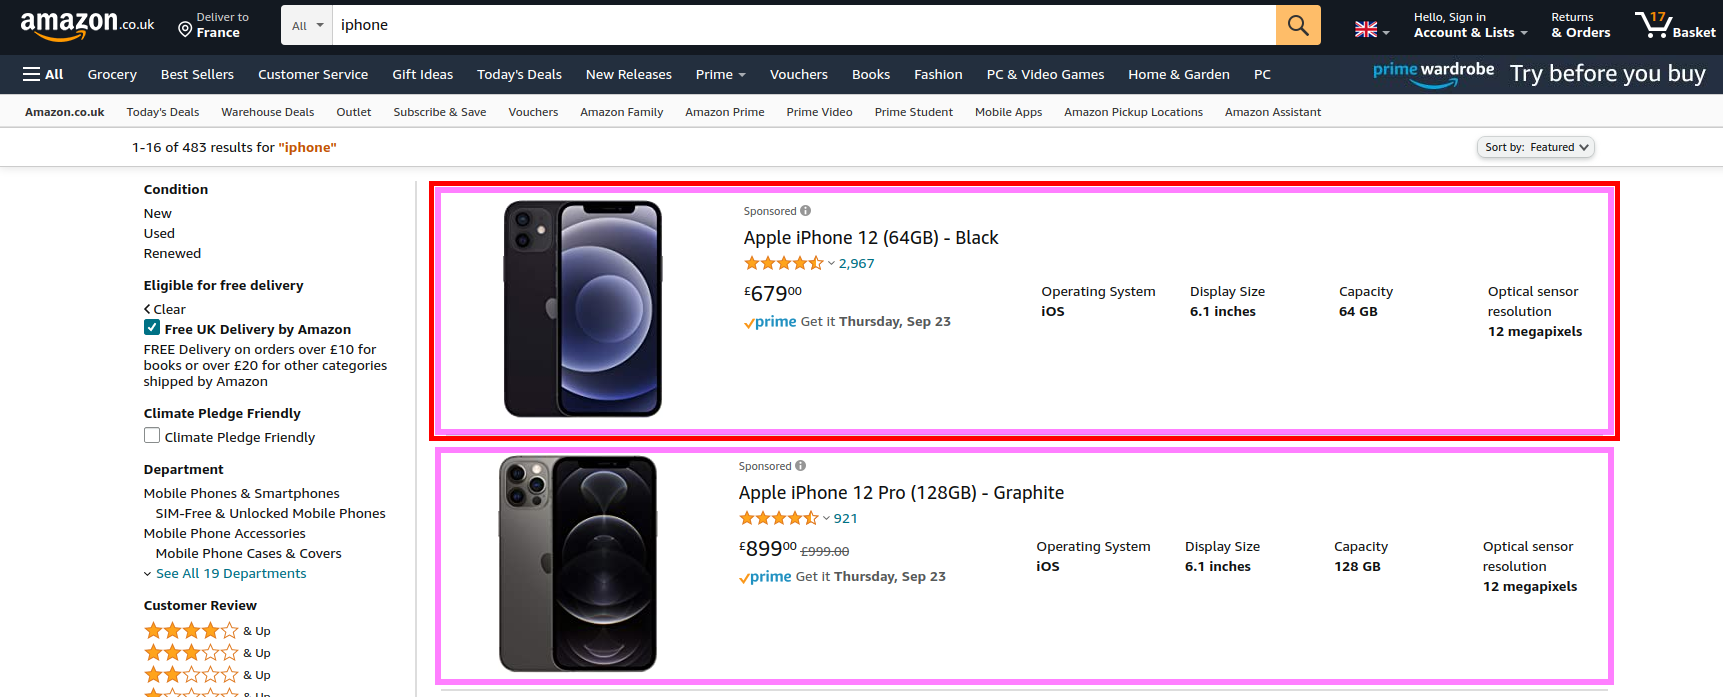 amazon.co.uk
Deliver to
France
All
iphone
Hello, Sign in
Account & Lists
Returns
& Orders
17
Basket
All
Grocery
Best Sellers
Customer Service
Gift Ideas
Today's Deals
New Releases
Prime
Vouchers
Books
Fashion
PC & Video Games
Home & Garden
PC
prime wardrobe
Try before you buy
Amazon.co.uk
Today's Deals
Warehouse Deals
Outlet
Subscribe & Save
Vouchers
Amazon Family
Amazon Prime
Prime Video
Prime Student
Mobile Apps
Amazon Pickup Locations
Amazon Assistant
1-16 of 483 results for "iphone"
Sort by: Featured
Condition
New
Used
Renewed
Eligible for free delivery
Clear
Free UK Delivery by Amazon
FREE Delivery on orders over £10 for
books or over £20 for other categories
shipped by Amazon
Climate Pledge Friendly
Climate Pledge Friendly
Department
Mobile Phones & Smartphones
SIM-Free & Unlocked Mobile Phones
Mobile Phone Accessories
Mobile Phone Cases & Covers
See All 19 Departments
Customer Review
& Up
& Up
& Up
& Up
Sponsored
Apple iPhone 12 (64GB) - Black
2,967
£67900
prime Get it Thursday, Sep 23
Operating System
iOS
Display Size
6.1 inches
Capacity
64 GB
Optical sensor
resolution
12 megapixels
Sponsored
Apple iPhone 12 Pro (128GB) - Graphite
921
£89900 £999.00
prime Get it Thursday, Sep 23
Operating System
iOS
Display Size
6.1 inches
Capacity
128 GB
Optical sensor
resolution
12 megapixels